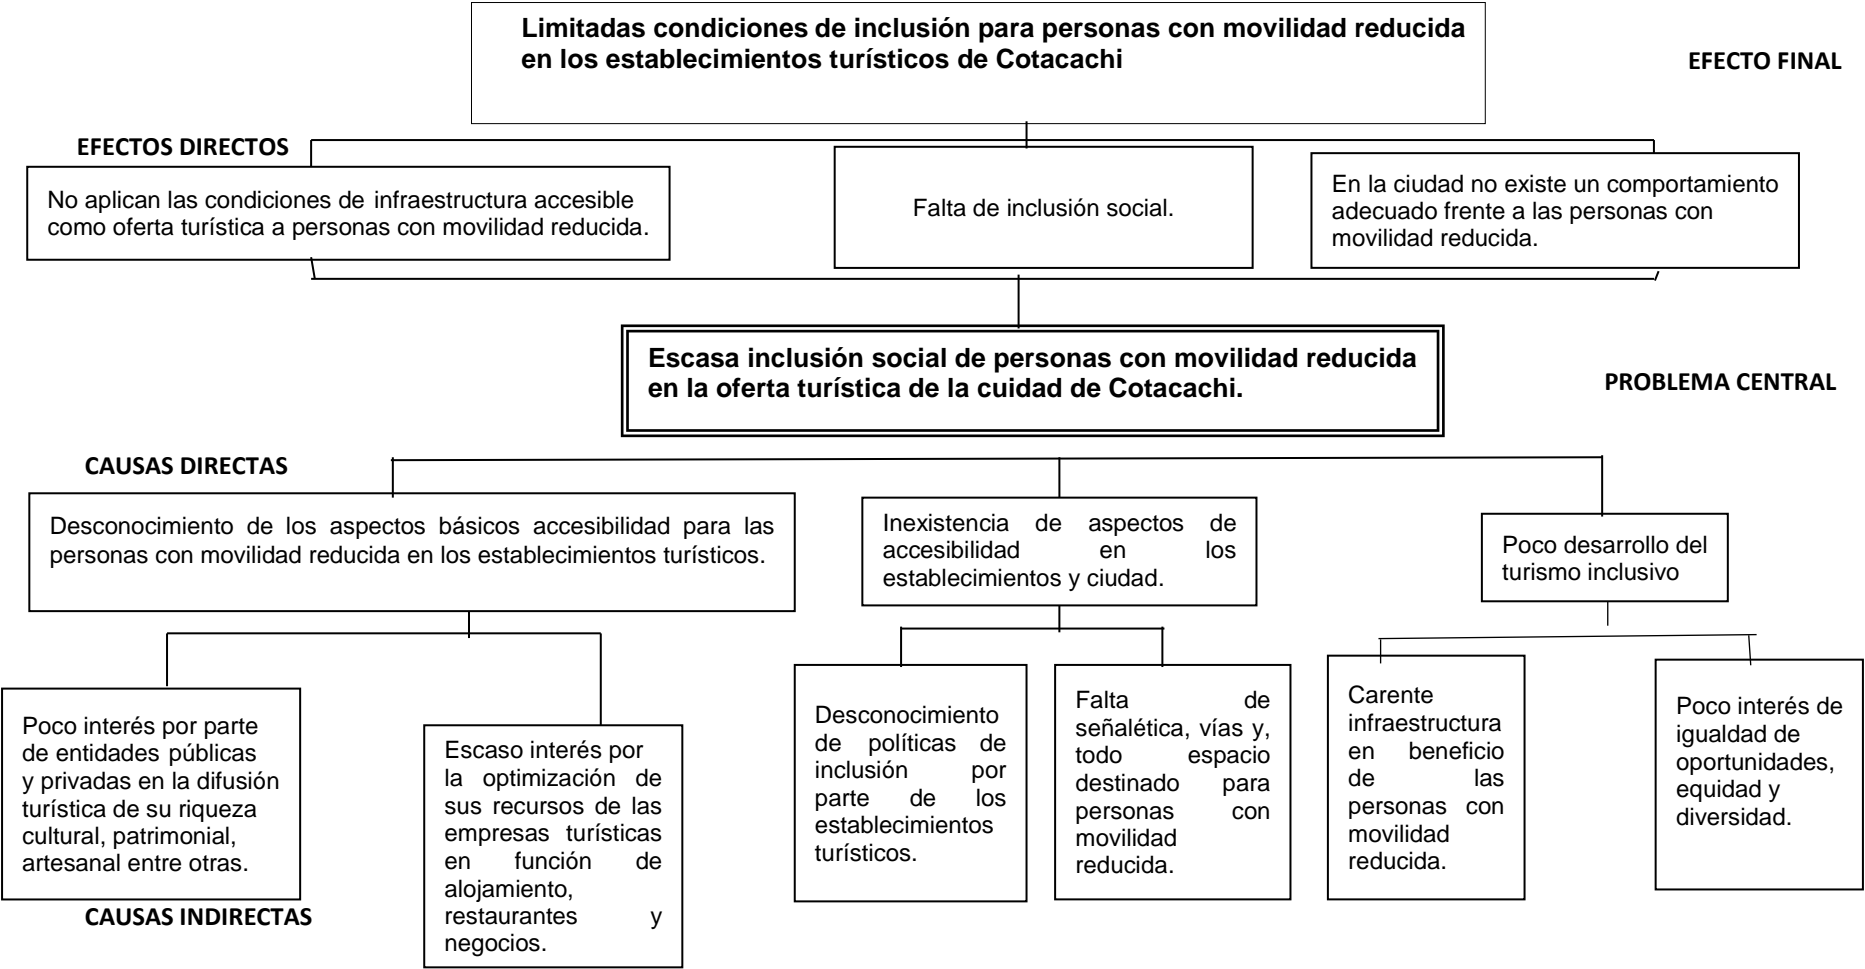 Limitadas condiciones de inclusión para personas con movilidad reducida
en los establecimientos turísticos de Cotacachi
EFECTO FINAL
EFECTOS DIRECTOS
No aplican las condiciones de infraestructura accesible
como oferta turística a personas con movilidad reducida.
Falta de inclusión social.
En la ciudad no existe un comportamiento
adecuado frente a las personas con
movilidad reducida.
Escasa inclusión social de personas con movilidad reducida
en la oferta turística de la cuidad de Cotacachi.
PROBLEMA CENTRAL
CAUSAS DIRECTAS
Desconocimiento de los aspectos básicos accesibilidad para las
personas con movilidad reducida en los establecimientos turísticos.
Inexistencia de aspectos de
accesibilidad en los
establecimientos y ciudad.
Poco desarrollo del
turismo inclusivo
Poco interés por parte
de entidades públicas
y privadas en la difusión
turística de su riqueza
cultural, patrimonial,
artesanal entre otras.
Escaso interés por
la optimización de
sus recursos de las
empresas turísticas
en función de
alojamiento,
restaurantes y
negocios.
Desconocimiento
de políticas de
inclusión por
parte de los
establecimientos
turísticos.
Falta de
señalética, vías y,
todo espacio
destinado para
personas con
movilidad
reducida.
Carente
infraestructura
en beneficio
de las
personas con
movilidad
reducida.
Poco interés de
igualdad de
oportunidades,
equidad y
diversidad.
CAUSAS INDIRECTAS